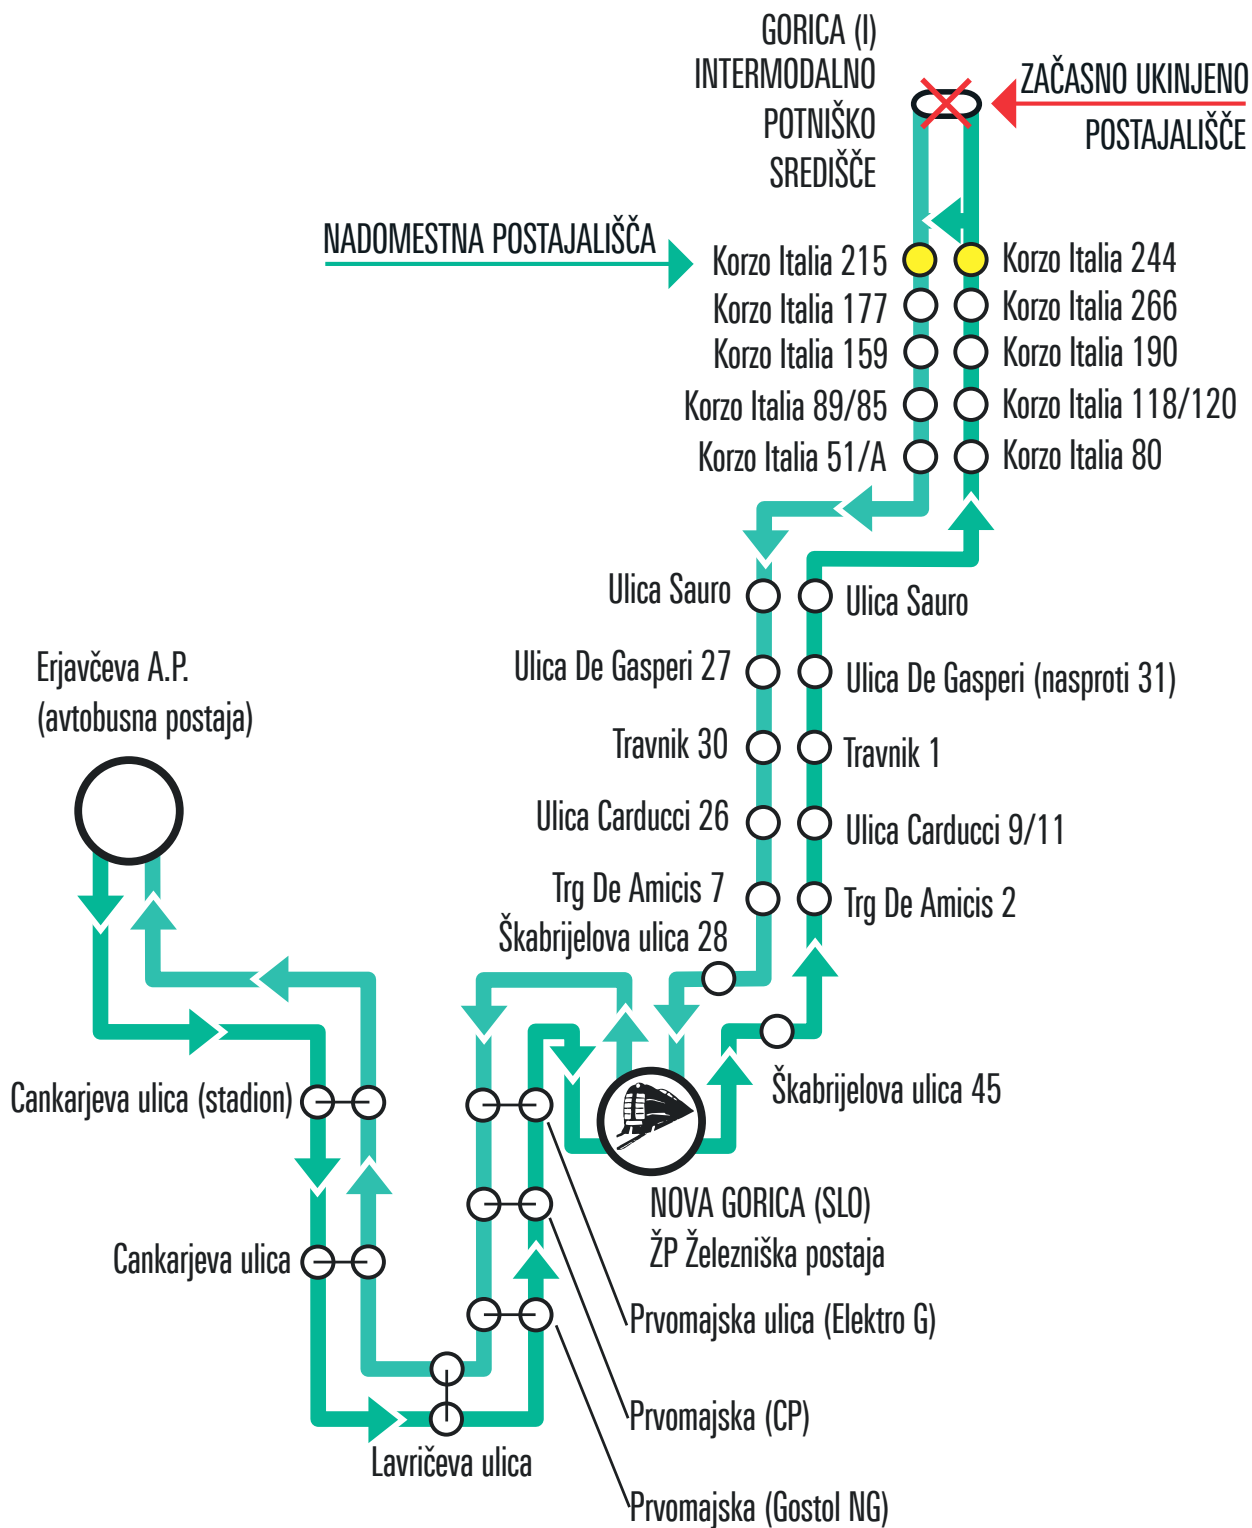 GORICA (I)
INTERMODALNO
POTNIŠKO
SREDIŠČE
ZAČASNO UKINJENO
POSTAJALIŠČE
NADOMESTNA POSTAJALIŠČA
Korzo Italia 215
Korzo Italia 244
Korzo Italia 177
Korzo Italia 266
Korzo Italia 159
Korzo Italia 190
Korzo Italia 89/85
Korzo Italia 118/120
Korzo Italia 51/A
Korzo Italia 80
Ulica Sauro
Ulica Sauro
Ulica De Gasperi 27
Ulica De Gasperi (nasproti 31)
Erjavčeva A.P.
(avtobusna postaja)
Travnik 30
Travnik 1
Ulica Carducci 26
Ulica Carducci 9/11
Trg De Amicis 7
Trg De Amicis 2
Škabrijelova ulica 28
Škabrijelova ulica 45
Cankarjeva ulica (stadion)
NOVA GORICA (SLO)
ŽP Železniška postaja
Cankarjeva ulica
Prvomajska ulica (Elektro G)
Prvomajska (CP)
Lavričeva ulica
Prvomajska (Gostol NG)